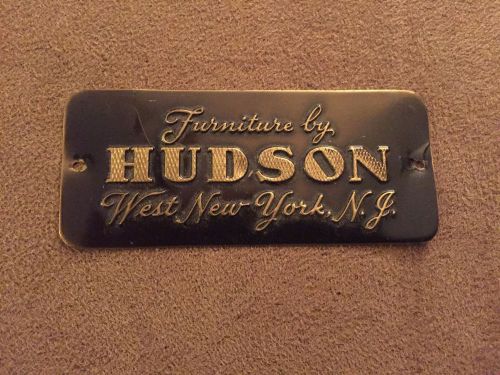 Furniture by
HUDSON
West New York, N.J.